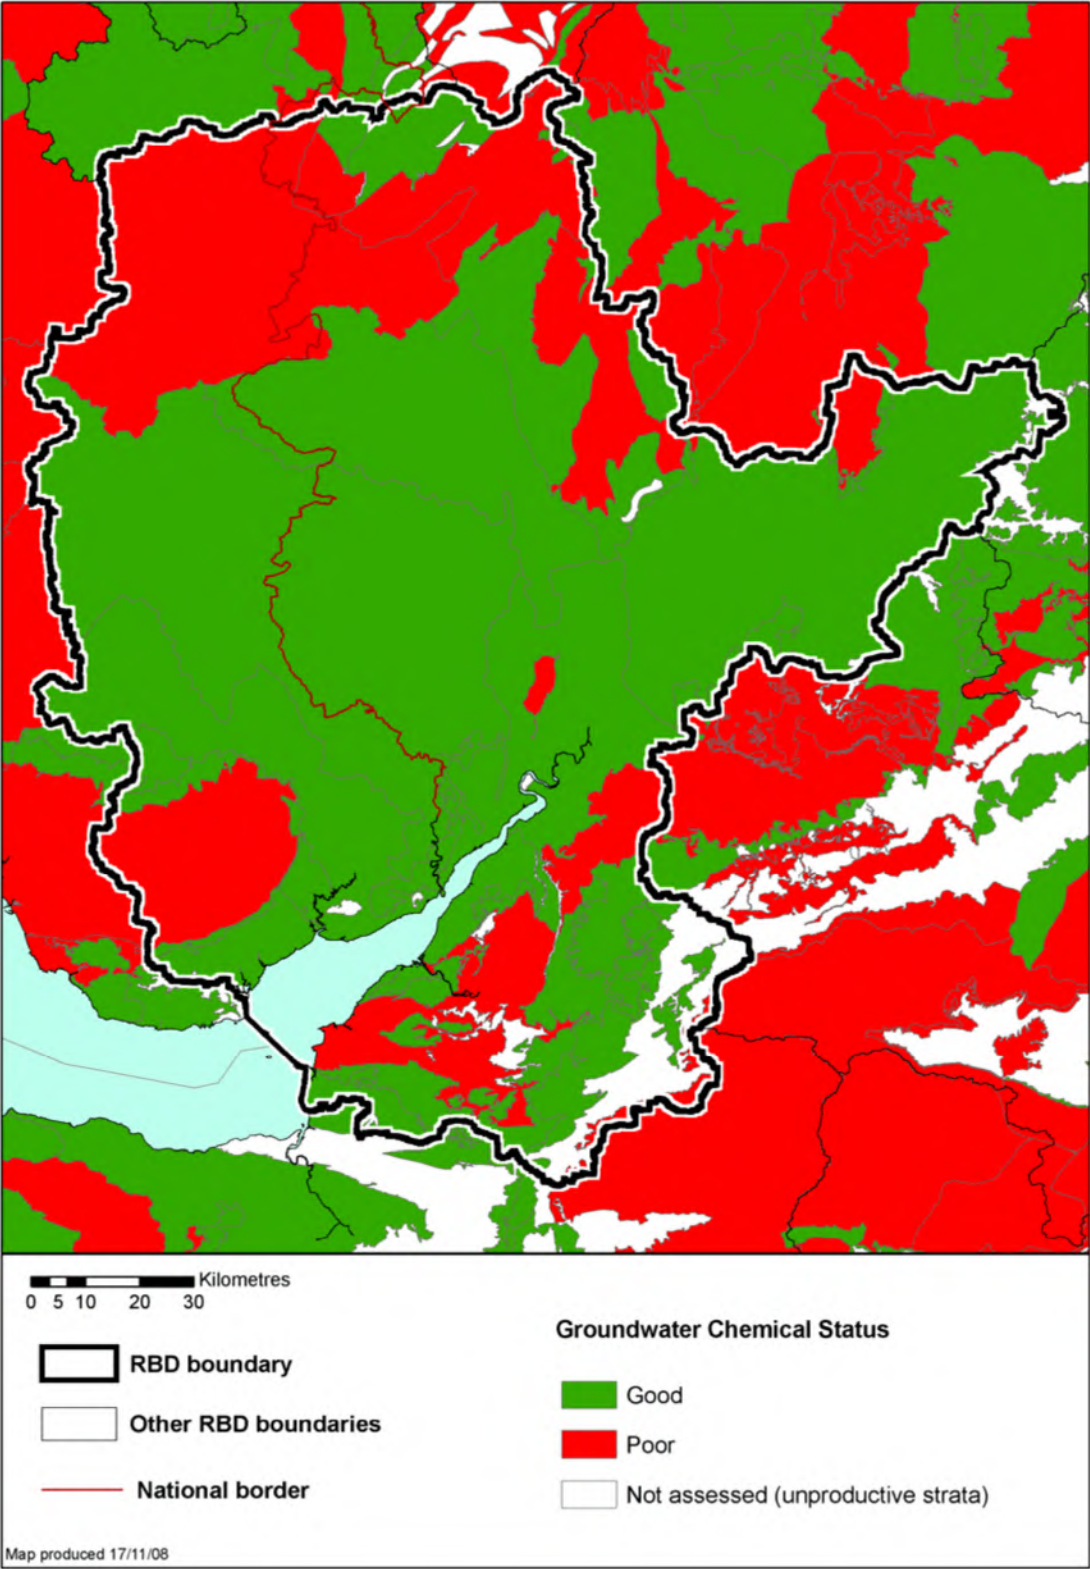 Kilometres
0 5 10 20 30
RBD boundary
Other RBD boundaries
National border
Groundwater Chemical Status
Good
Poor
Not assessed (unproductive strata)
Map produced 17/11/08